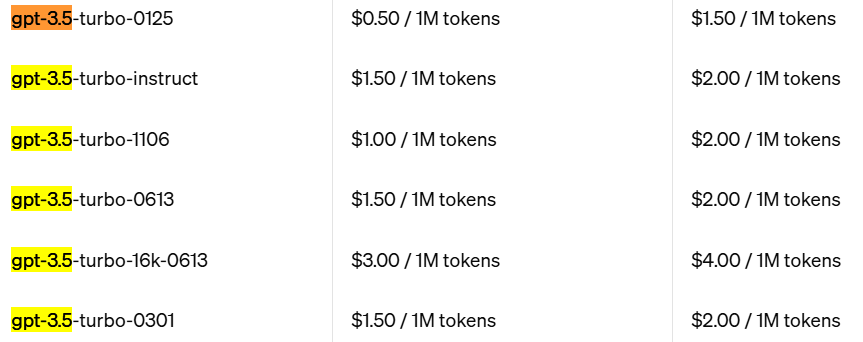 gpt-3.5-turbo-0125 $0.50 / 1M tokens $1.50 / 1M tokens
gpt-3.5-turbo-instruct $1.50 / 1M tokens $2.00 / 1M tokens
gpt-3.5-turbo-1106 $1.00 / 1M tokens $2.00 / 1M tokens
gpt-3.5-turbo-0613 $1.50 / 1M tokens $2.00 / 1M tokens
gpt-3.5-turbo-16k-0613 $3.00 / 1M tokens $4.00 / 1M tokens
gpt-3.5-turbo-0301 $1.50 / 1M tokens $2.00 / 1M tokens